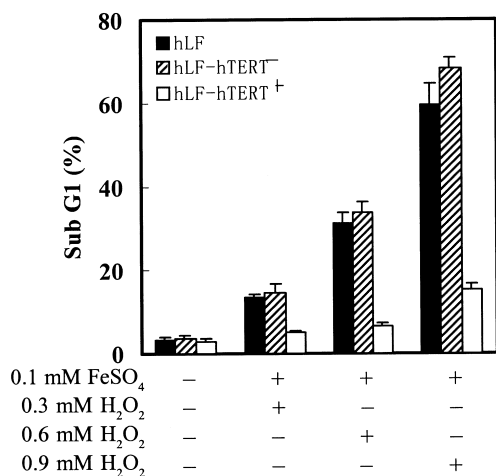 80
60
40
20
0
Sub G1 (%)
hLF
hLF-hTERT−
hLF-hTERT+
0.1 mM FeSO4 − + + +
0.3 mM H2O2 − + − −
0.6 mM H2O2 − − + −
0.9 mM H2O2 − − − +